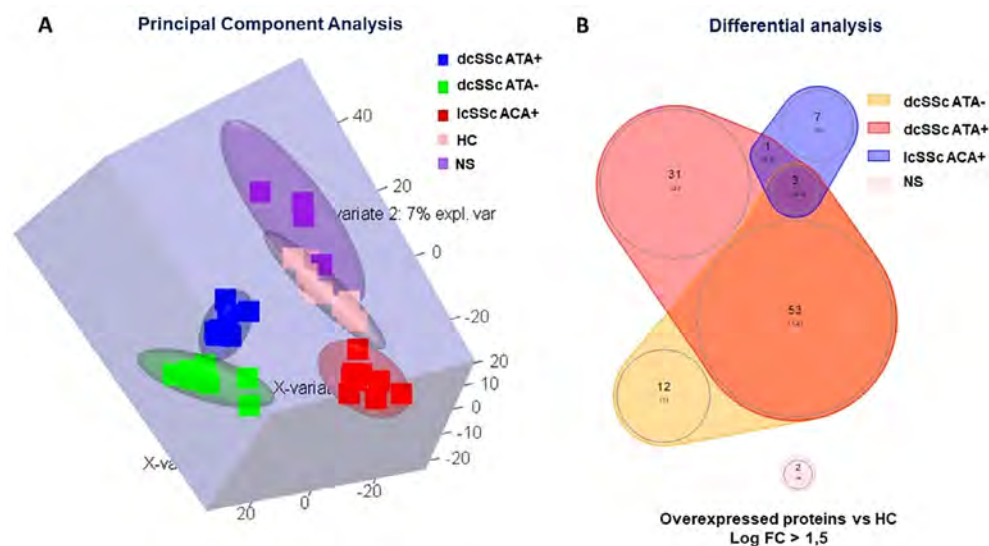 A
Principal Component Analysis
dcSSc ATA+
dcSSc ATA-
lcSSc ACA+
HC
NS
40
20
variate 2: 7% expl. var
0
-20
20
10
0
-10
-20
X-variat
X-va
20
0
-20
B
Differential analysis
dcSSc ATA-
dcSSc ATA+
lcSSc ACA+
NS
7
1
3
31
53
12
2
Overexpressed proteins vs HC
Log FC > 1,5